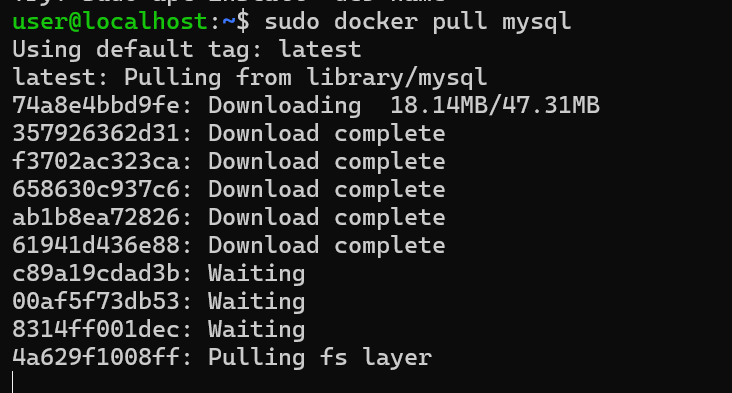 user@localhost:~$ sudo docker pull mysql
Using default tag: latest
latest: Pulling from library/mysql
74a8e4bbd9fe: Downloading  18.14MB/47.31MB
357926362d31: Download complete
f3702ac323ca: Download complete
658630c937c6: Download complete
ab1b8ea72826: Download complete
61941d436e88: Download complete
c89a19cdad3b: Waiting
00af5f73db53: Waiting
8314ff001dec: Waiting
4a629f1008ff: Pulling fs layer